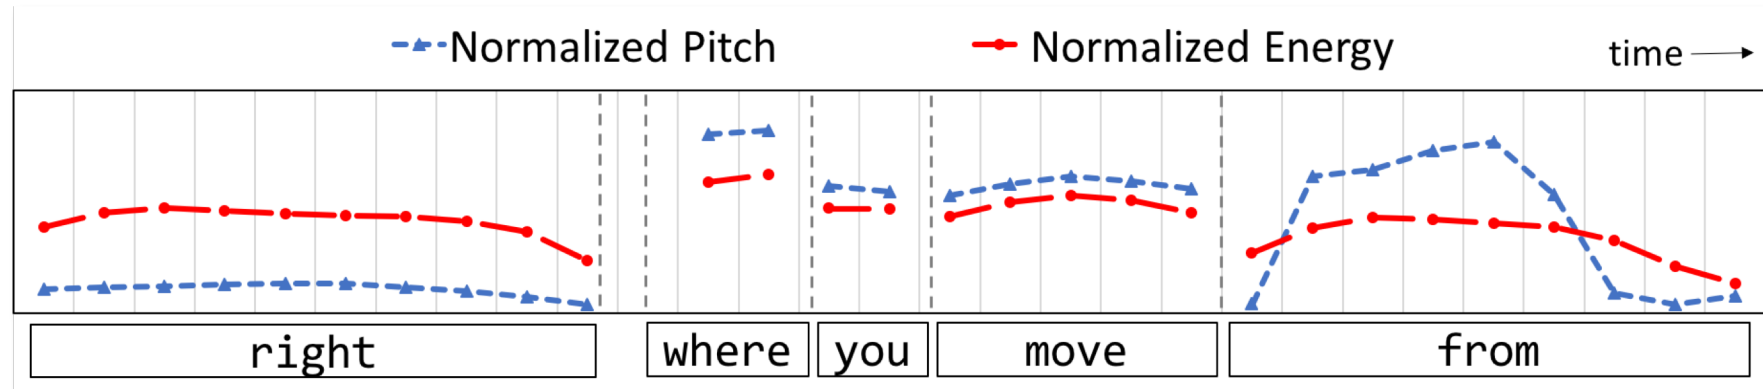 Normalized Pitch Normalized Energy time
right where you move from